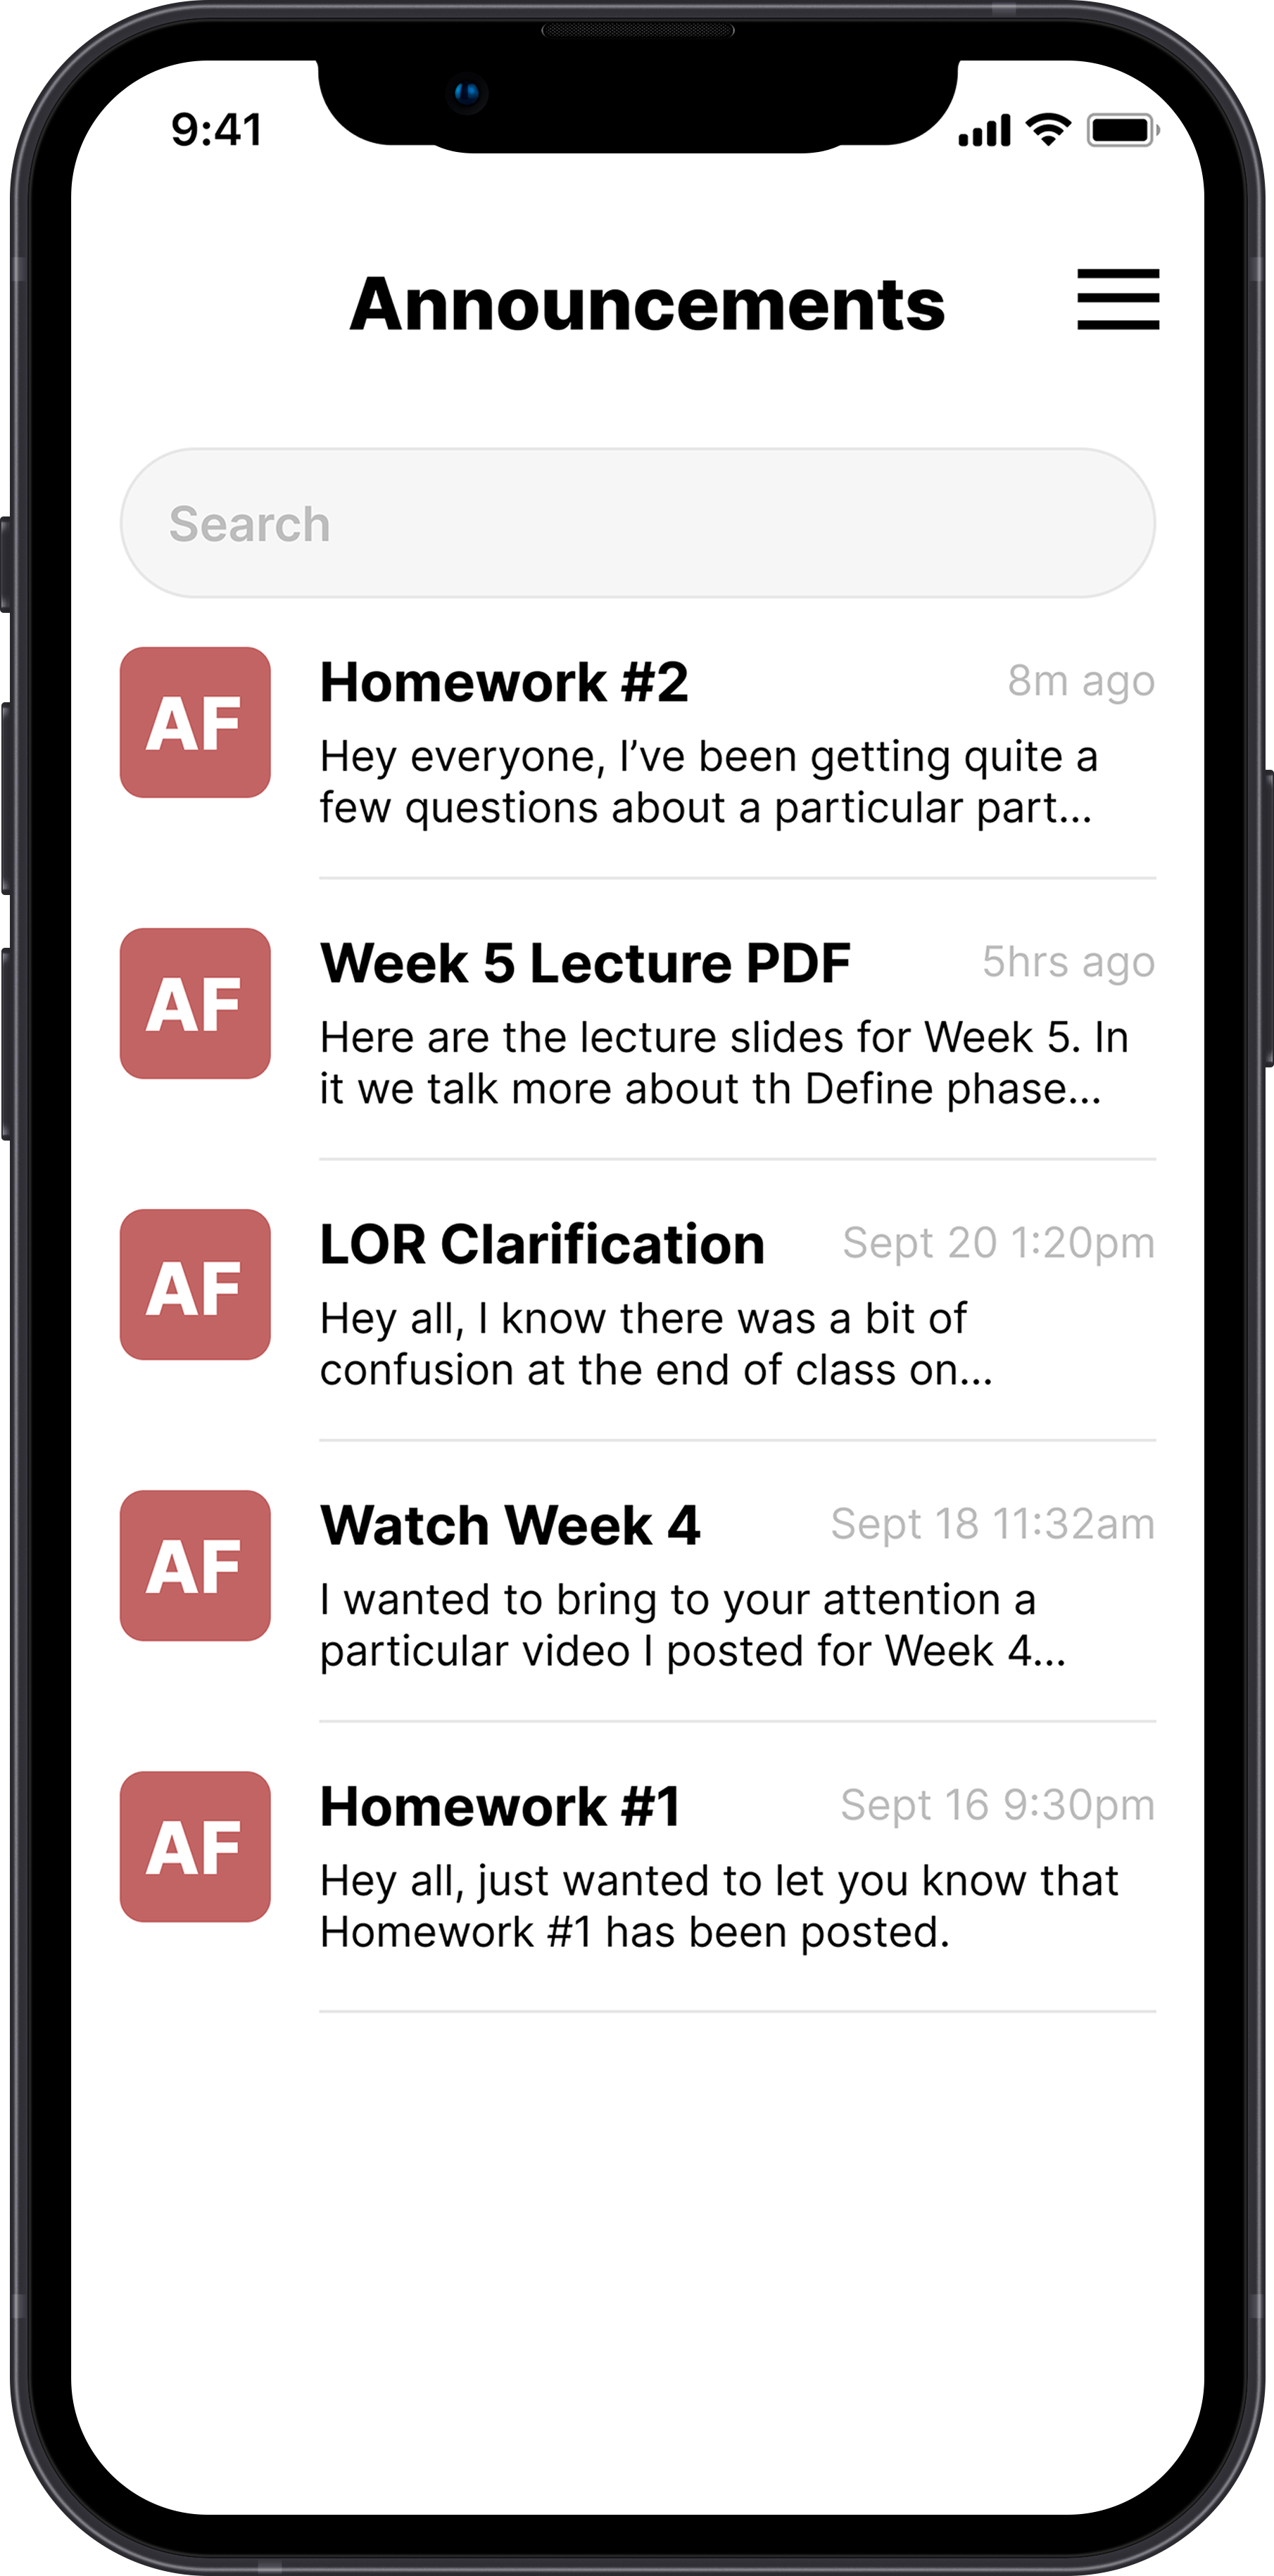 9:41
Announcements
Search
AF
Homework #2
8m ago
Hey everyone, I’ve been getting quite a
few questions about a particular part...
AF
Week 5 Lecture PDF
5hrs ago
Here are the lecture slides for Week 5. In
it we talk more about th Define phase...
AF
LOR Clarification
Sept 20 1:20pm
Hey all, I know there was a bit of
confusion at the end of class on...
AF
Watch Week 4
Sept 18 11:32am
I wanted to bring to your attention a
particular video I posted for Week 4...
AF
Homework #1
Sept 16 9:30pm
Hey all, just wanted to let you know that
Homework #1 has been posted.